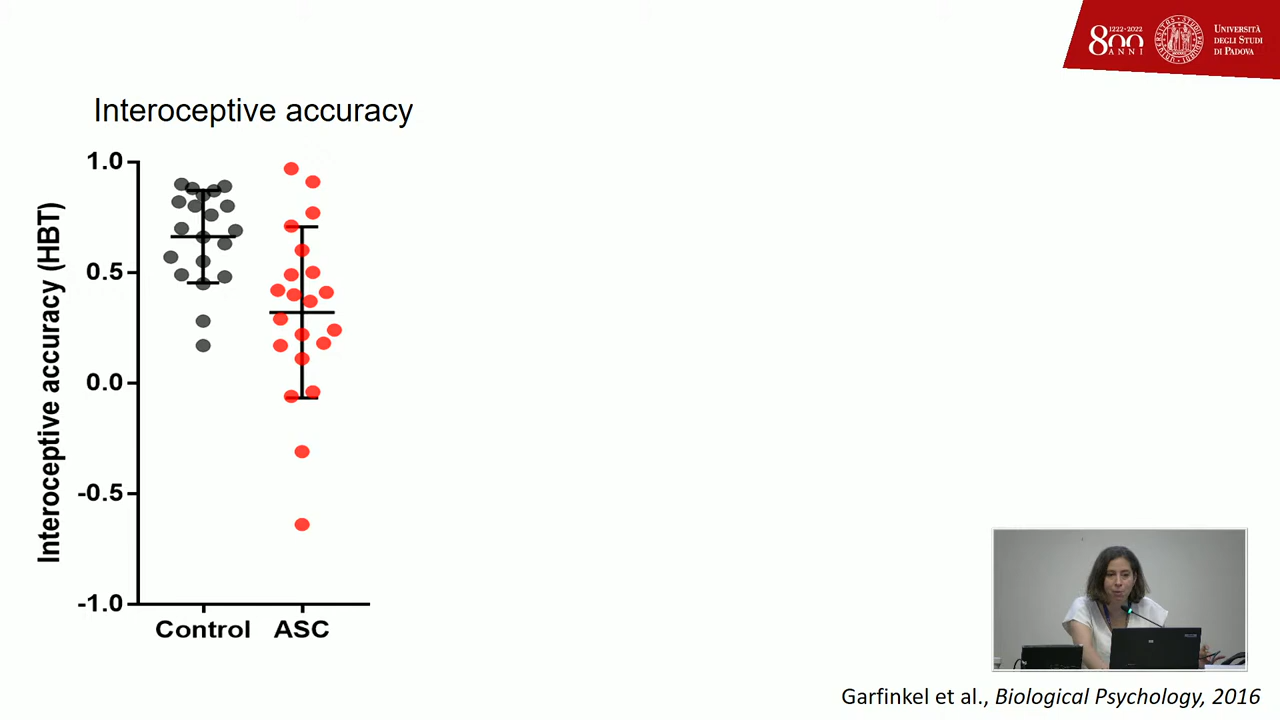 800
1222-2022
ANNI
UNIVERSITÀ
DEGLI STUDI
DI PADOVA
Interoceptive accuracy
Interoceptive accuracy (HBT)
1.0
0.5
0.0
-0.5
-1.0
Control
ASC
Garfinkel et al., Biological Psychology, 2016